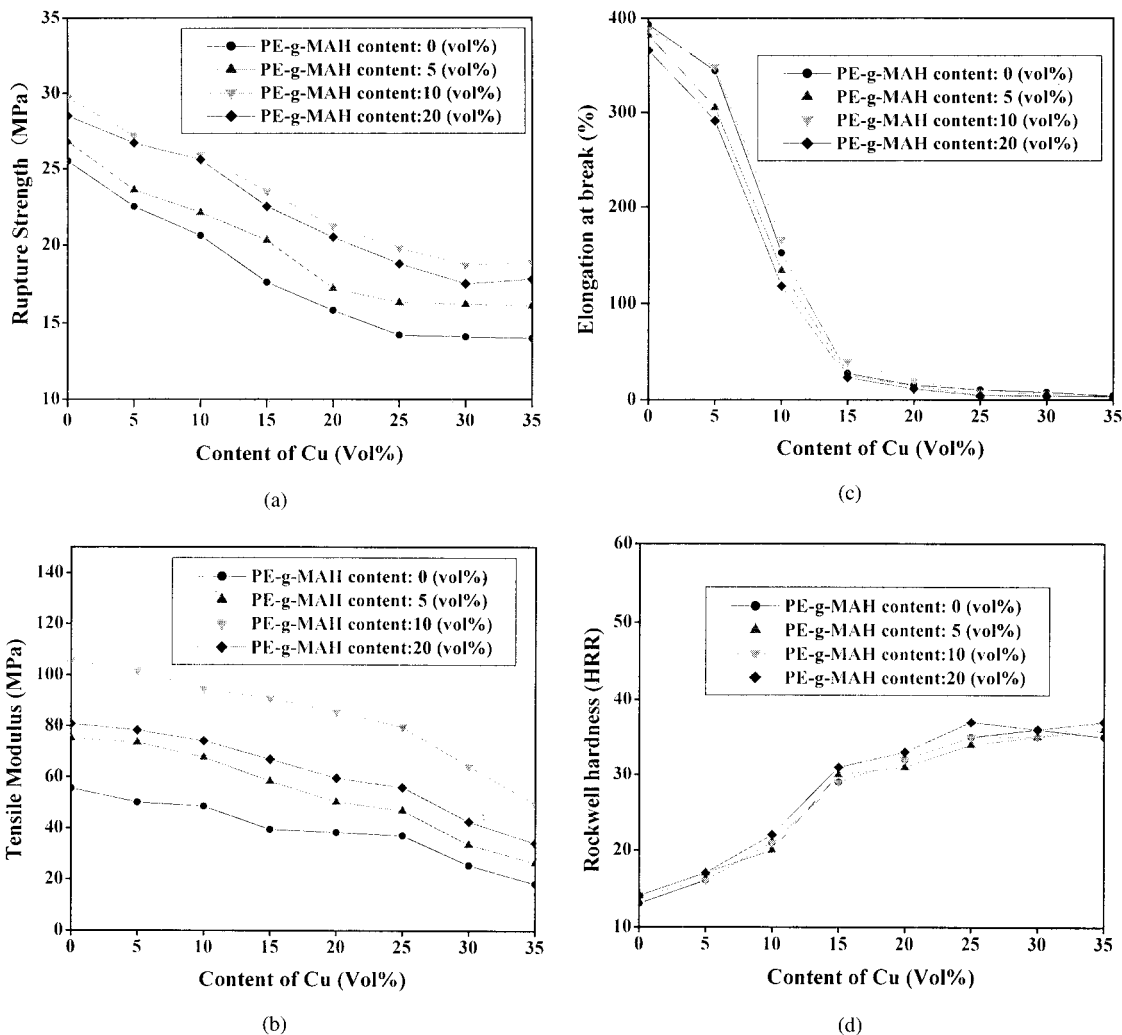 35
30
25
20
15
10
Rupture Strength (MPa)
PE-g-MAH content: 0 (vol%)
PE-g-MAH content: 5 (vol%)
PE-g-MAH content:10 (vol%)
PE-g-MAH content:20 (vol%)
0 5 10 15 20 25 30 35
Content of Cu (Vol%)
(a)
400
300
200
100
0
Elongation at break (%)
PE-g-MAH content: 0 (vol%)
PE-g-MAH content: 5 (vol%)
PE-g-MAH content:10 (vol%)
PE-g-MAH content:20 (vol%)
0 5 10 15 20 25 30 35
Content of Cu (Vol%)
(c)
140
120
100
80
60
40
20
0
Tensile Modulus (MPa)
PE-g-MAH content: 0 (vol%)
PE-g-MAH content: 5 (vol%)
PE-g-MAH content:10 (vol%)
PE-g-MAH content:20 (vol%)
0 5 10 15 20 25 30 35
Content of Cu (Vol%)
(b)
60
50
40
30
20
10
Rockwell hardness (HRR)
PE-g-MAH content: 0 (vol%)
PE-g-MAH content: 5 (vol%)
PE-g-MAH content:10 (vol%)
PE-g-MAH content:20 (vol%)
0 5 10 15 20 25 30 35
Content of Cu (Vol%)
(d)